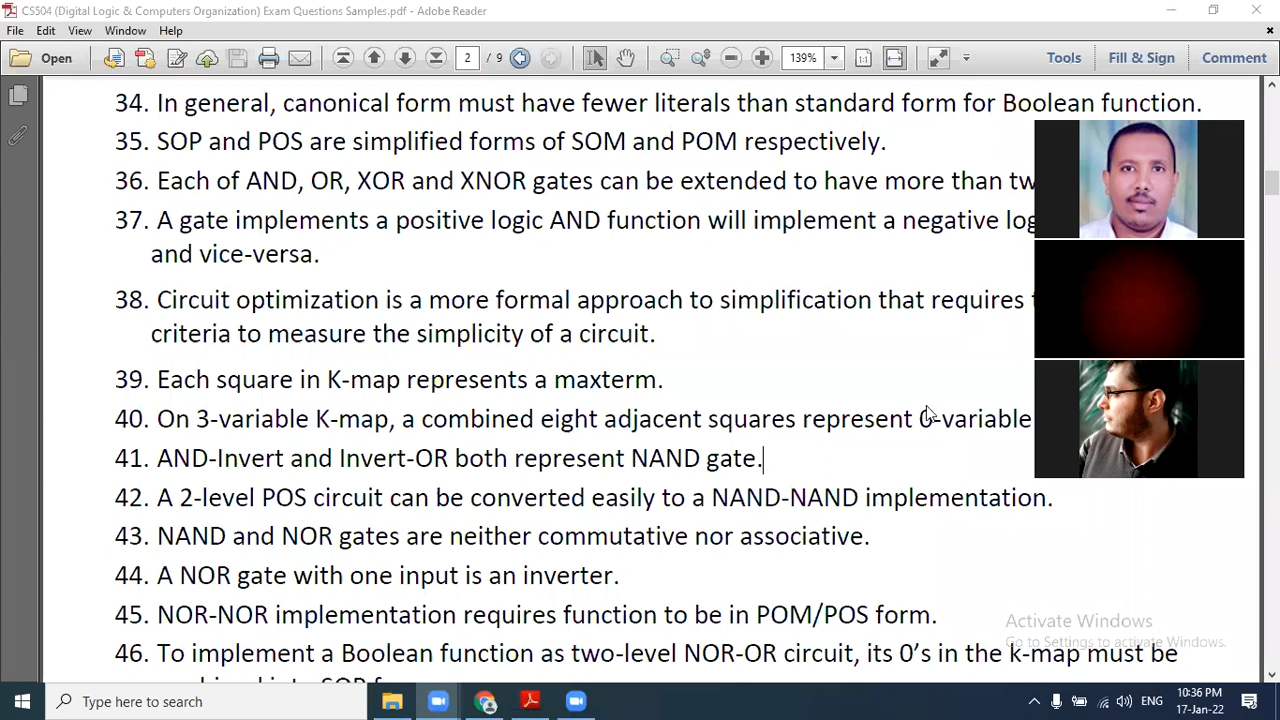 CS504 (Digital Logic & Computers Organization) Exam Questions Samples.pdf - Adobe Reader
File Edit View Window Help
Open 2 / 9 139% Tools Fill & Sign Comment
34. In general, canonical form must have fewer literals than standard form for Boolean function.
35. SOP and POS are simplified forms of SOM and POM respectively.
36. Each of AND, OR, XOR and XNOR gates can be extended to have more than
37. A gate implements a positive logic AND function will implement a negative
and vice-versa.
38. Circuit optimization is a more formal approach to simplification that requires
criteria to measure the simplicity of a circuit.
39. Each square in K-map represents a maxterm.
40. On 3-variable K-map, a combined eight adjacent squares represent 0-variable
41. AND-Invert and Invert-OR both represent NAND gate.
42. A 2-level POS circuit can be converted easily to a NAND-NAND implementation.
43. NAND and NOR gates are neither commutative nor associative.
44. A NOR gate with one input is an inverter.
45. NOR-NOR implementation requires function to be in POM/POS form.
Activate Windows
Go to Settings to activate Windows.
46. To implement a Boolean function as two-level NOR-OR circuit, its 0's in the k-map must be
Type here to search
ENG
10:36 PM
17-Jan-22